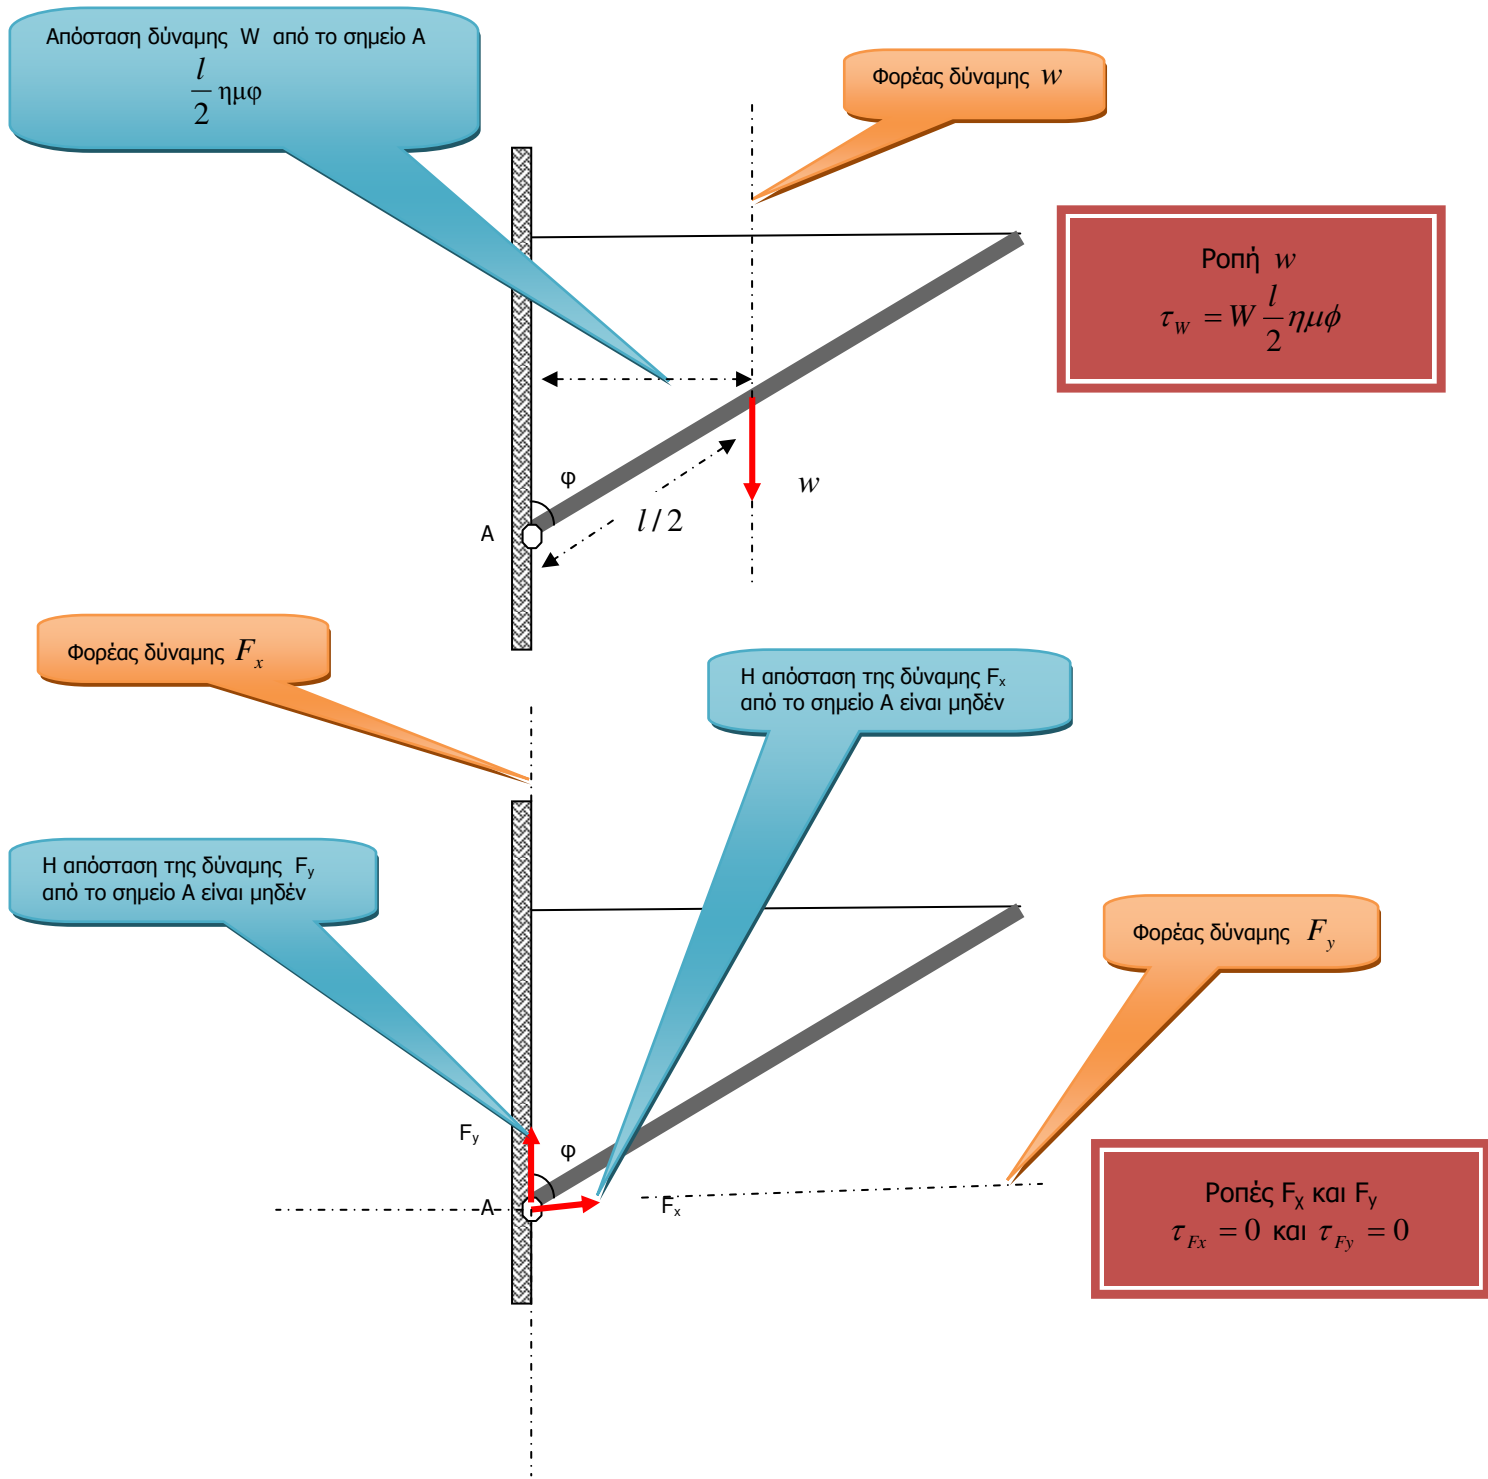 Απόσταση δύναμης W από το σημείο Α
l/2 ημφ
Φορέας δύναμης w
Ροπή w
τ_W = W l/2 ημϕ
φ
w
l / 2
Α
Φορέας δύναμης F_x
Η απόσταση της δύναμης F_x
από το σημείο Α είναι μηδέν
Η απόσταση της δύναμης F_y
από το σημείο Α είναι μηδέν
Φορέας δύναμης F_y
F_y
φ
Α
F_x
Ροπές F_χ και F_y
τ_Fx = 0 και τ_Fy = 0